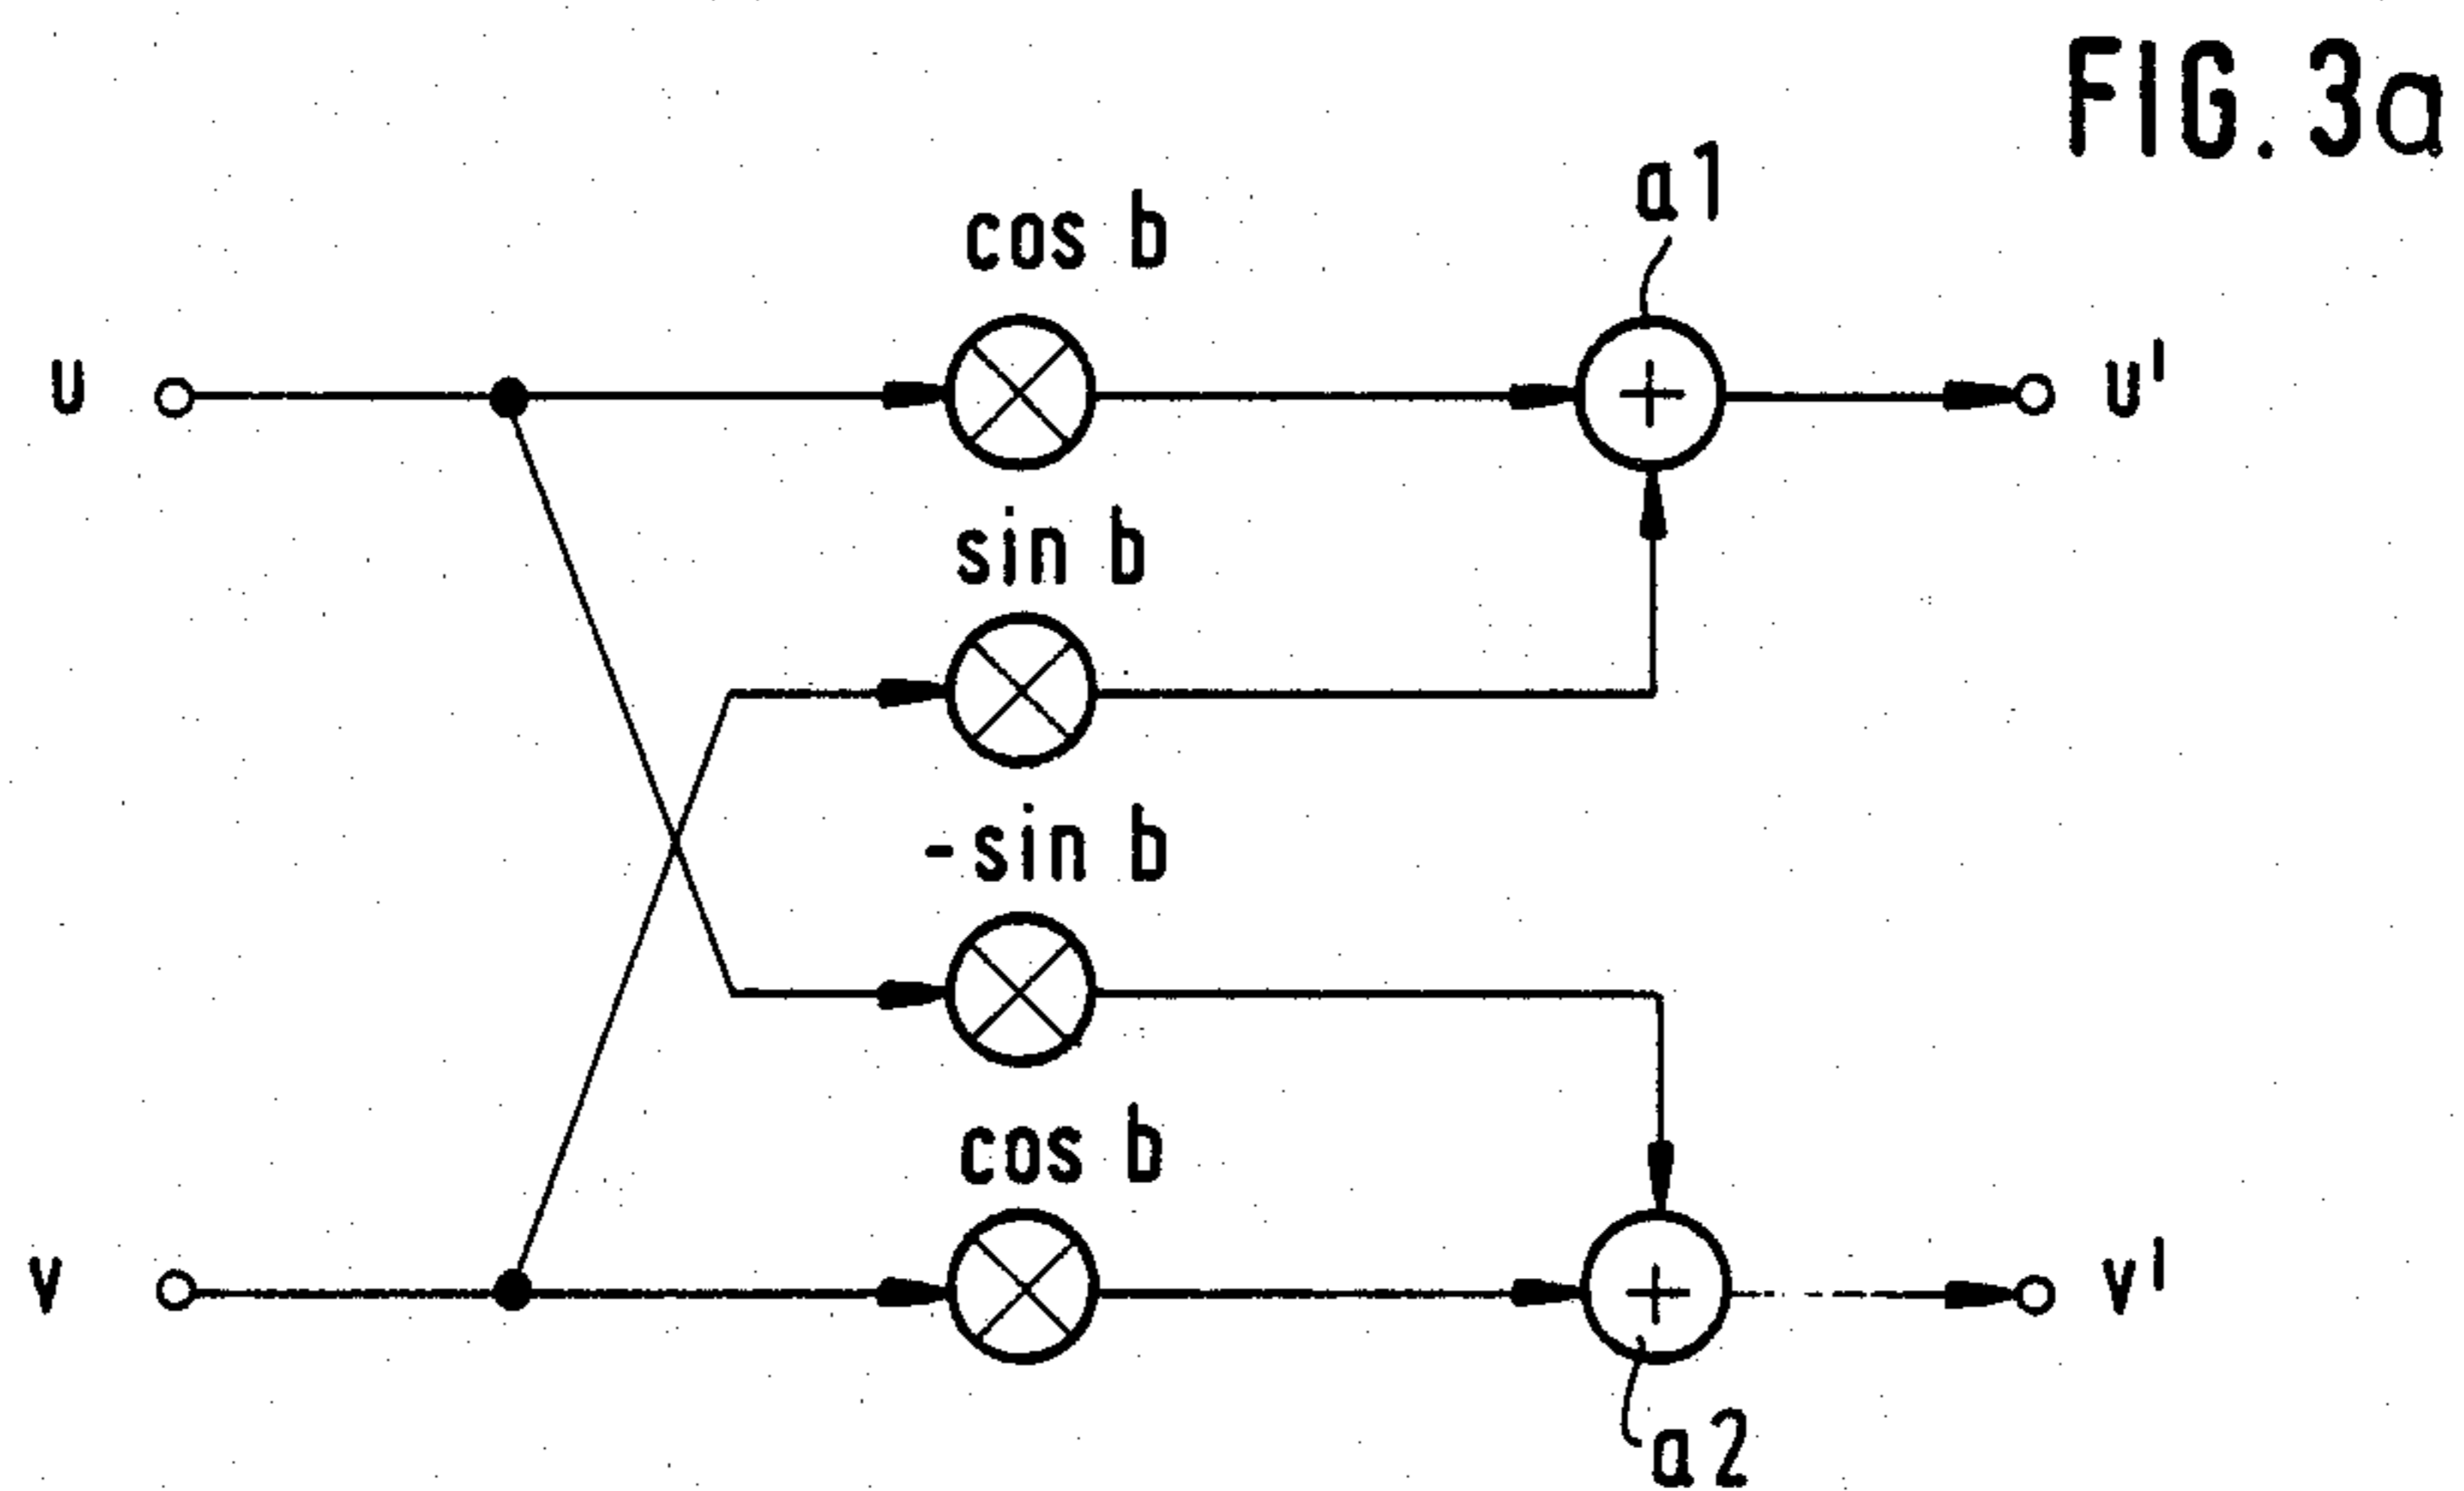 FIG. 3a
a1
cos b
u
u'
sin b
-sin b
cos b
v
v'
a2